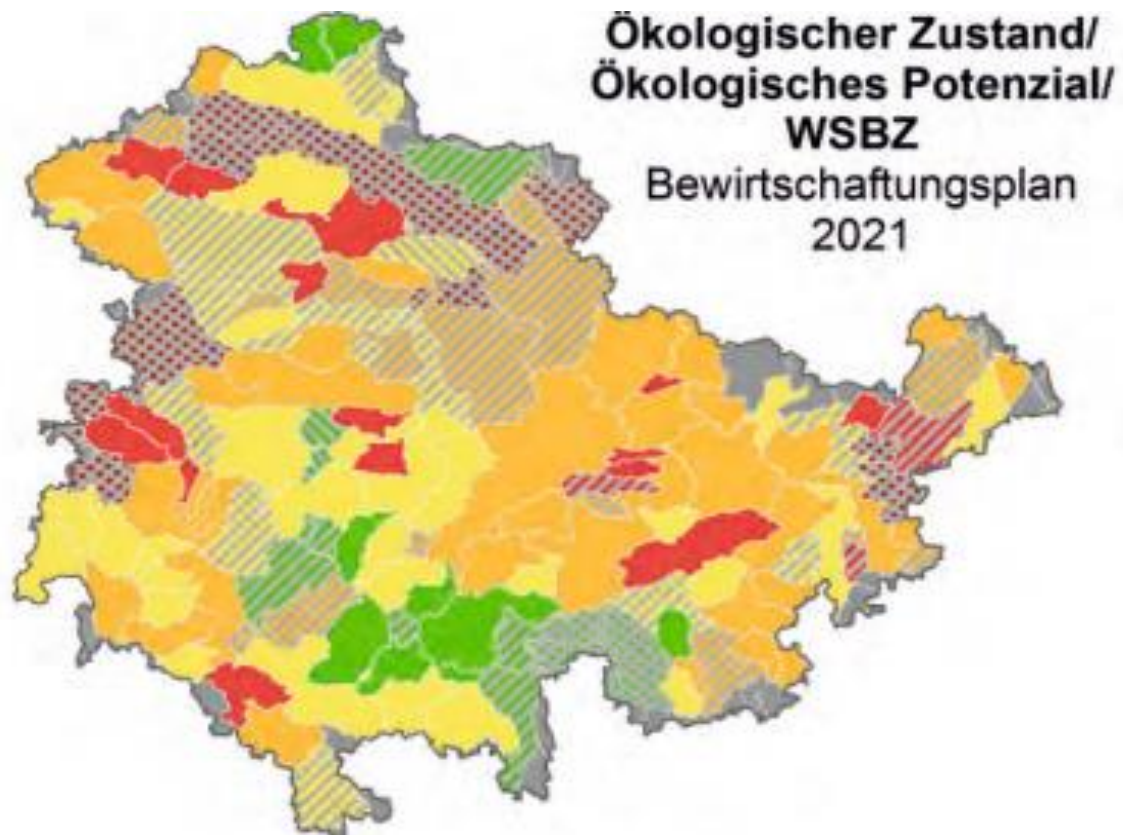 Ökologischer Zustand/
Ökologisches Potenzial/
WSBZ
Bewirtschaftungsplan
2021